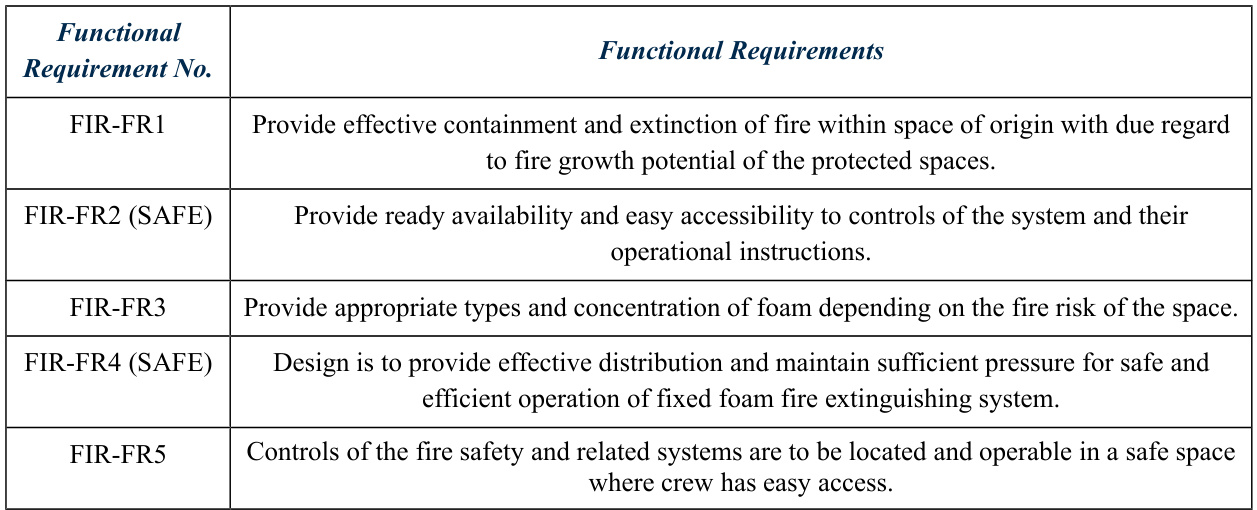 Functional
Requirement No.
Functional Requirements
FIR-FR1
Provide effective containment and extinction of fire within space of origin with due regard
to fire growth potential of the protected spaces.
FIR-FR2 (SAFE)
Provide ready availability and easy accessibility to controls of the system and their
operational instructions.
FIR-FR3
Provide appropriate types and concentration of foam depending on the fire risk of the space.
FIR-FR4 (SAFE)
Design is to provide effective distribution and maintain sufficient pressure for safe and
efficient operation of fixed foam fire extinguishing system.
FIR-FR5
Controls of the fire safety and related systems are to be located and operable in a safe space
where crew has easy access.